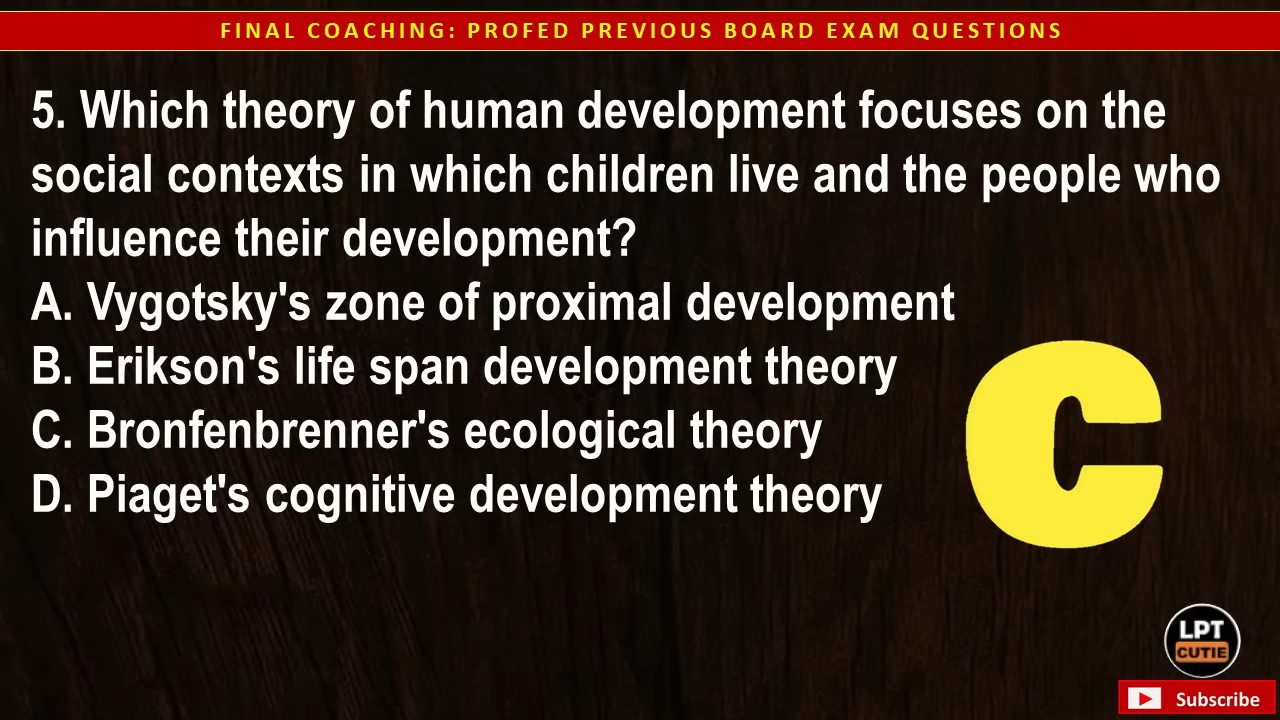 FINAL COACHING: PROFED PREVIOUS BOARD EXAM QUESTIONS
5. Which theory of human development focuses on the
social contexts in which children live and the people who
influence their development?
A. Vygotsky's zone of proximal development
B. Erikson's life span development theory
C. Bronfenbrenner's ecological theory
D. Piaget's cognitive development theory
C
LPT
CUTIE
Subscribe